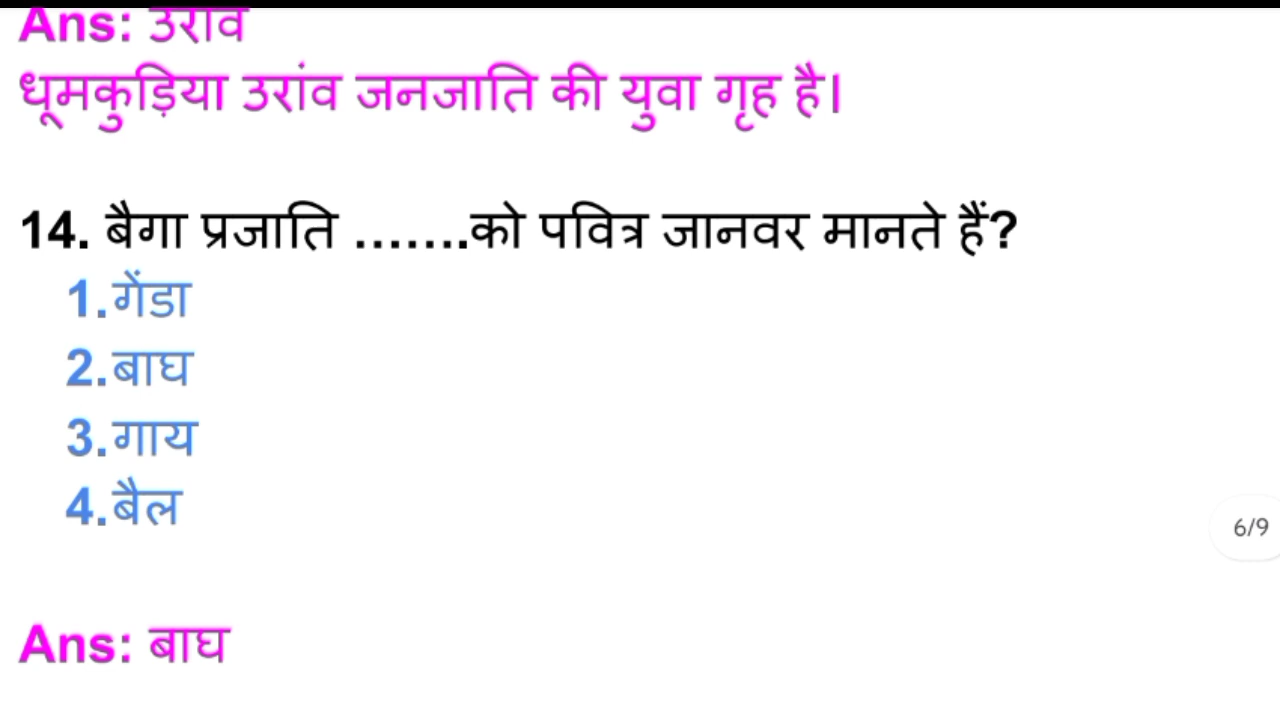 Ans: उरांव
धूमकुड़िया उरांव जनजाति की युवा गृह है।
14. बैगा प्रजाति .......को पवित्र जानवर मानते हैं?
1.गेंडा
2.बाघ
3.गाय
4.बैल
6/9
Ans: बाघ